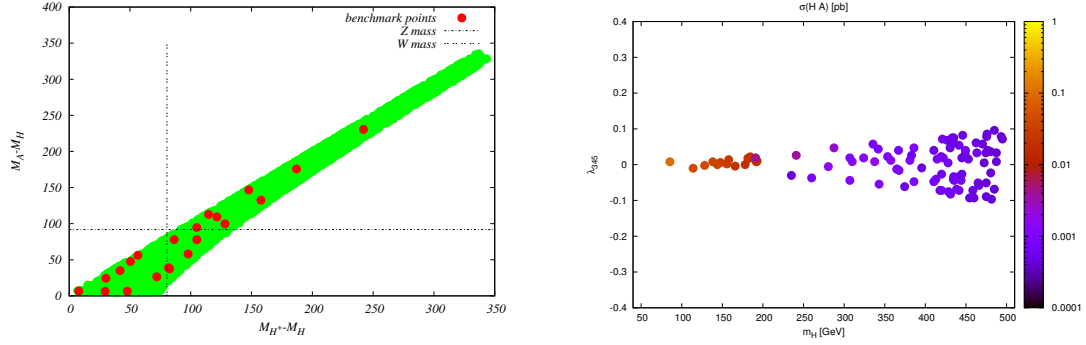 benchmark points
Z mass
W mass
M_A-M_H
400
350
300
250
200
150
100
50
0
0 50 100 150 200 250 300 350
M_{H^+}-M_H
σ(H A) [pb]
λ_{345}
0.4
0.3
0.2
0.1
0
-0.1
-0.2
-0.3
-0.4
50 100 150 200 250 300 350 400 450 500
m_H [GeV]
1
0.1
0.01
0.001
0.0001